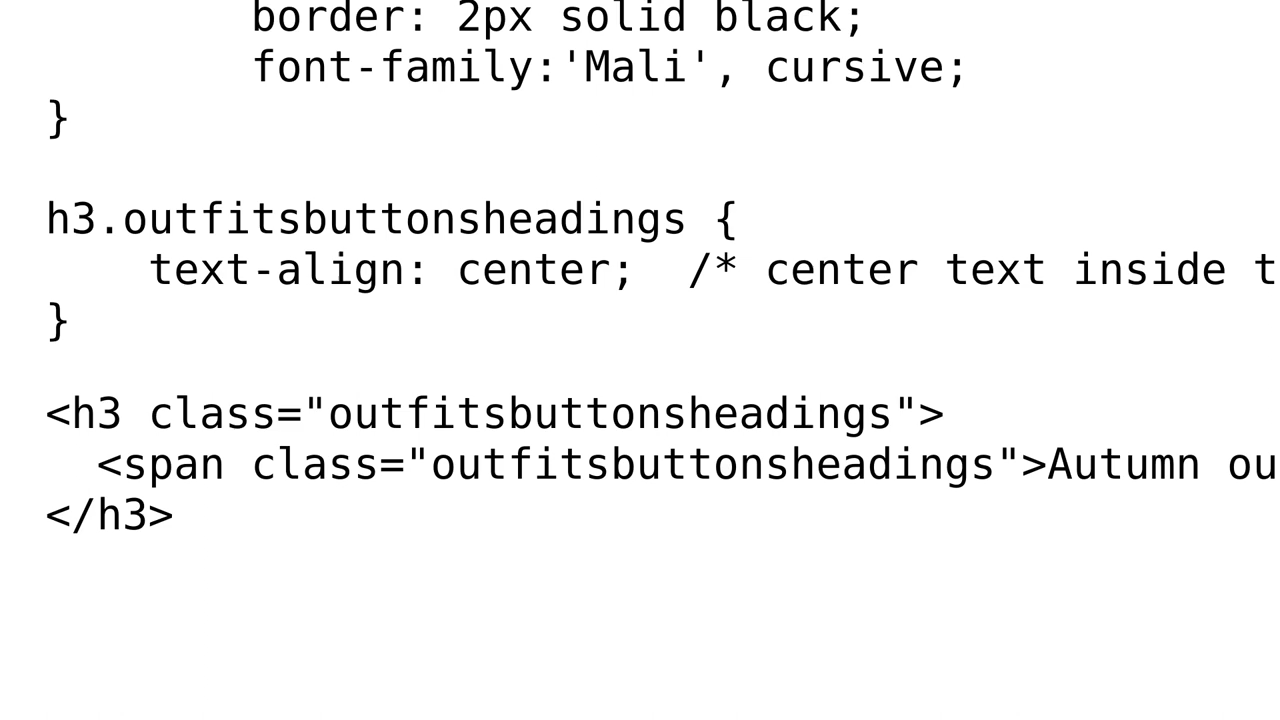 border: 2px solid black;
font-family:'Mali', cursive;
}
h3.outfitsbuttonsheadings {
text-align: center;  /* center text inside t
}
<h3 class="outfitsbuttonsheadings">
<span class="outfitsbuttonsheadings">Autumn ou
</h3>